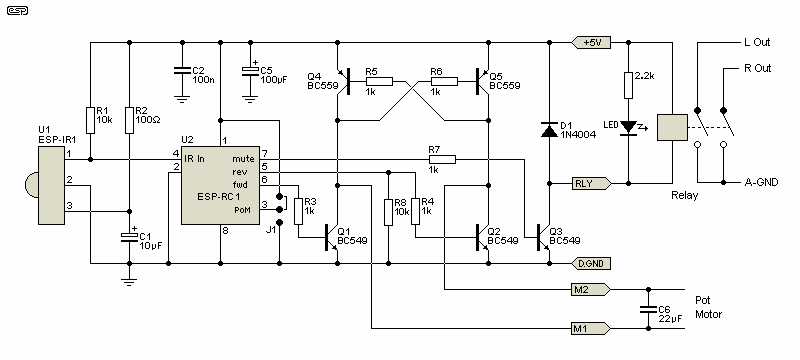 esp
+5V
L Out
R Out
C2
100n
C5
100µF
Q4
BC559
R5
1k
R6
1k
Q5
BC559
2.2k
R1
10k
R2
100Ω
U1
ESP-IR1
1
2
3
U2
1
4
IR In
2
mute
7
rev
5
fwd
6
ESP-RC1
PoM
3
8
J1
R7
1k
D1
1N4004
LED
RLY
Relay
A-GND
R3
1k
R8
10k
R4
1k
C1
10µF
Q1
BC549
Q2
BC549
Q3
BC549
D.GND
M2
C6
22µF
Pot
Motor
M1